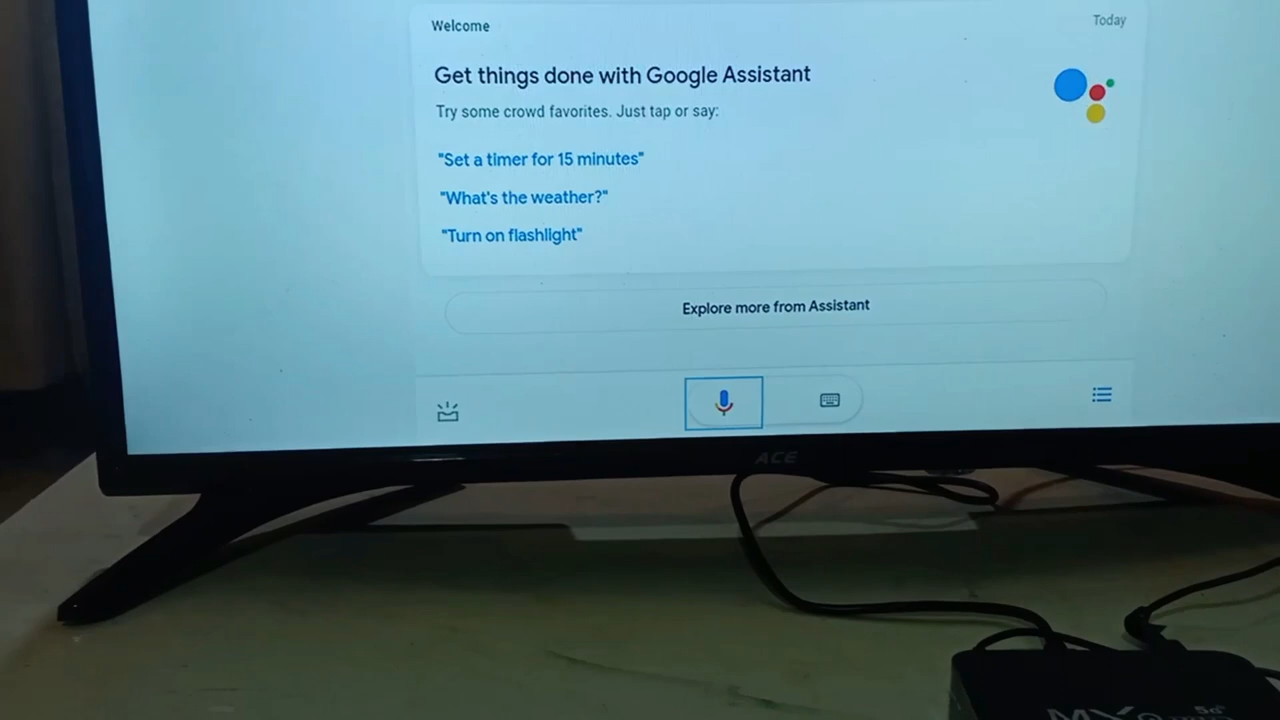 Welcome
Today
Get things done with Google Assistant
Try some crowd favorites. Just tap or say:
"Set a timer for 15 minutes"
"What's the weather?"
"Turn on flashlight"
Explore more from Assistant
ACE
5G